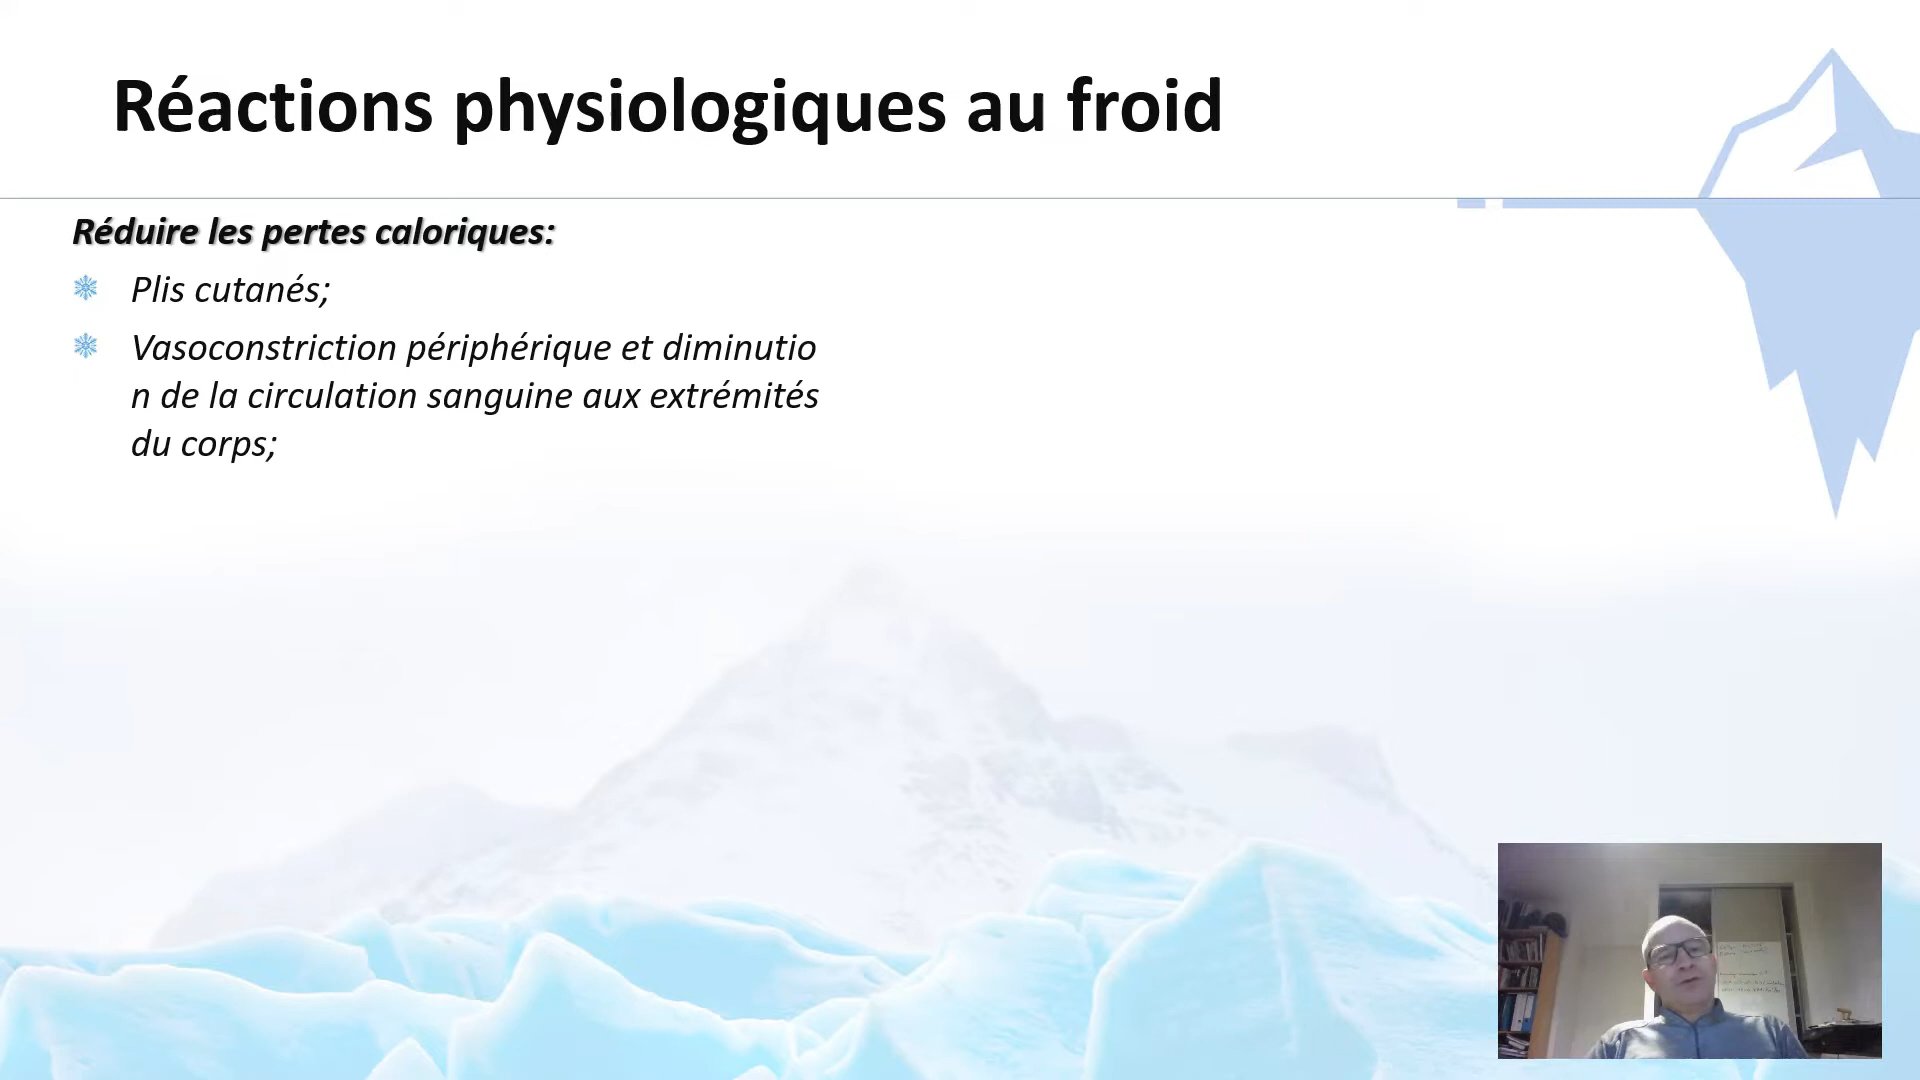 Réactions physiologiques au froid
Réduire les pertes caloriques:
Plis cutanés;
Vasoconstriction périphérique et diminutio
n de la circulation sanguine aux extrémités
du corps;